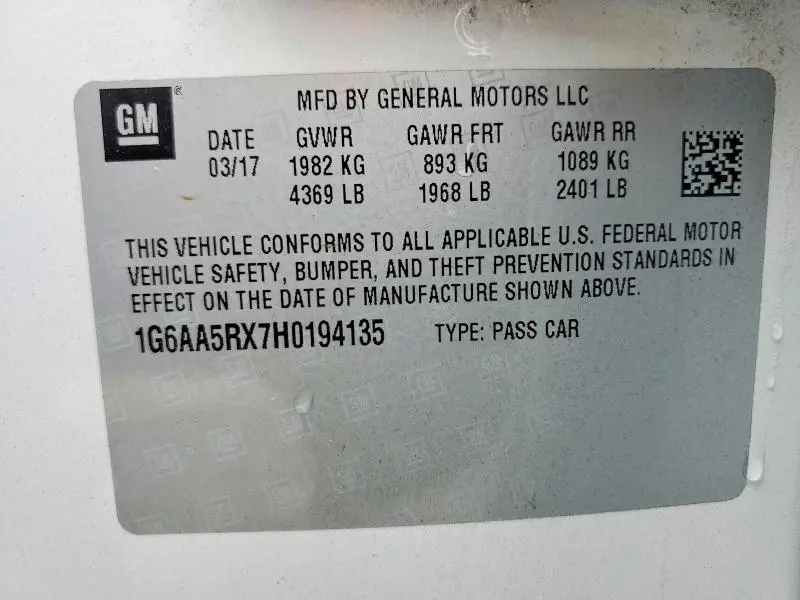 GM®
MFD BY GENERAL MOTORS LLC
DATE GVWR GAWR FRT GAWR RR
03/17 1982 KG 893 KG 1089 KG
4369 LB 1968 LB 2401 LB
THIS VEHICLE CONFORMS TO ALL APPLICABLE U.S. FEDERAL MOTOR
VEHICLE SAFETY, BUMPER, AND THEFT PREVENTION STANDARDS IN
EFFECT ON THE DATE OF MANUFACTURE SHOWN ABOVE.
1G6AA5RX7H0194135 TYPE: PASS CAR